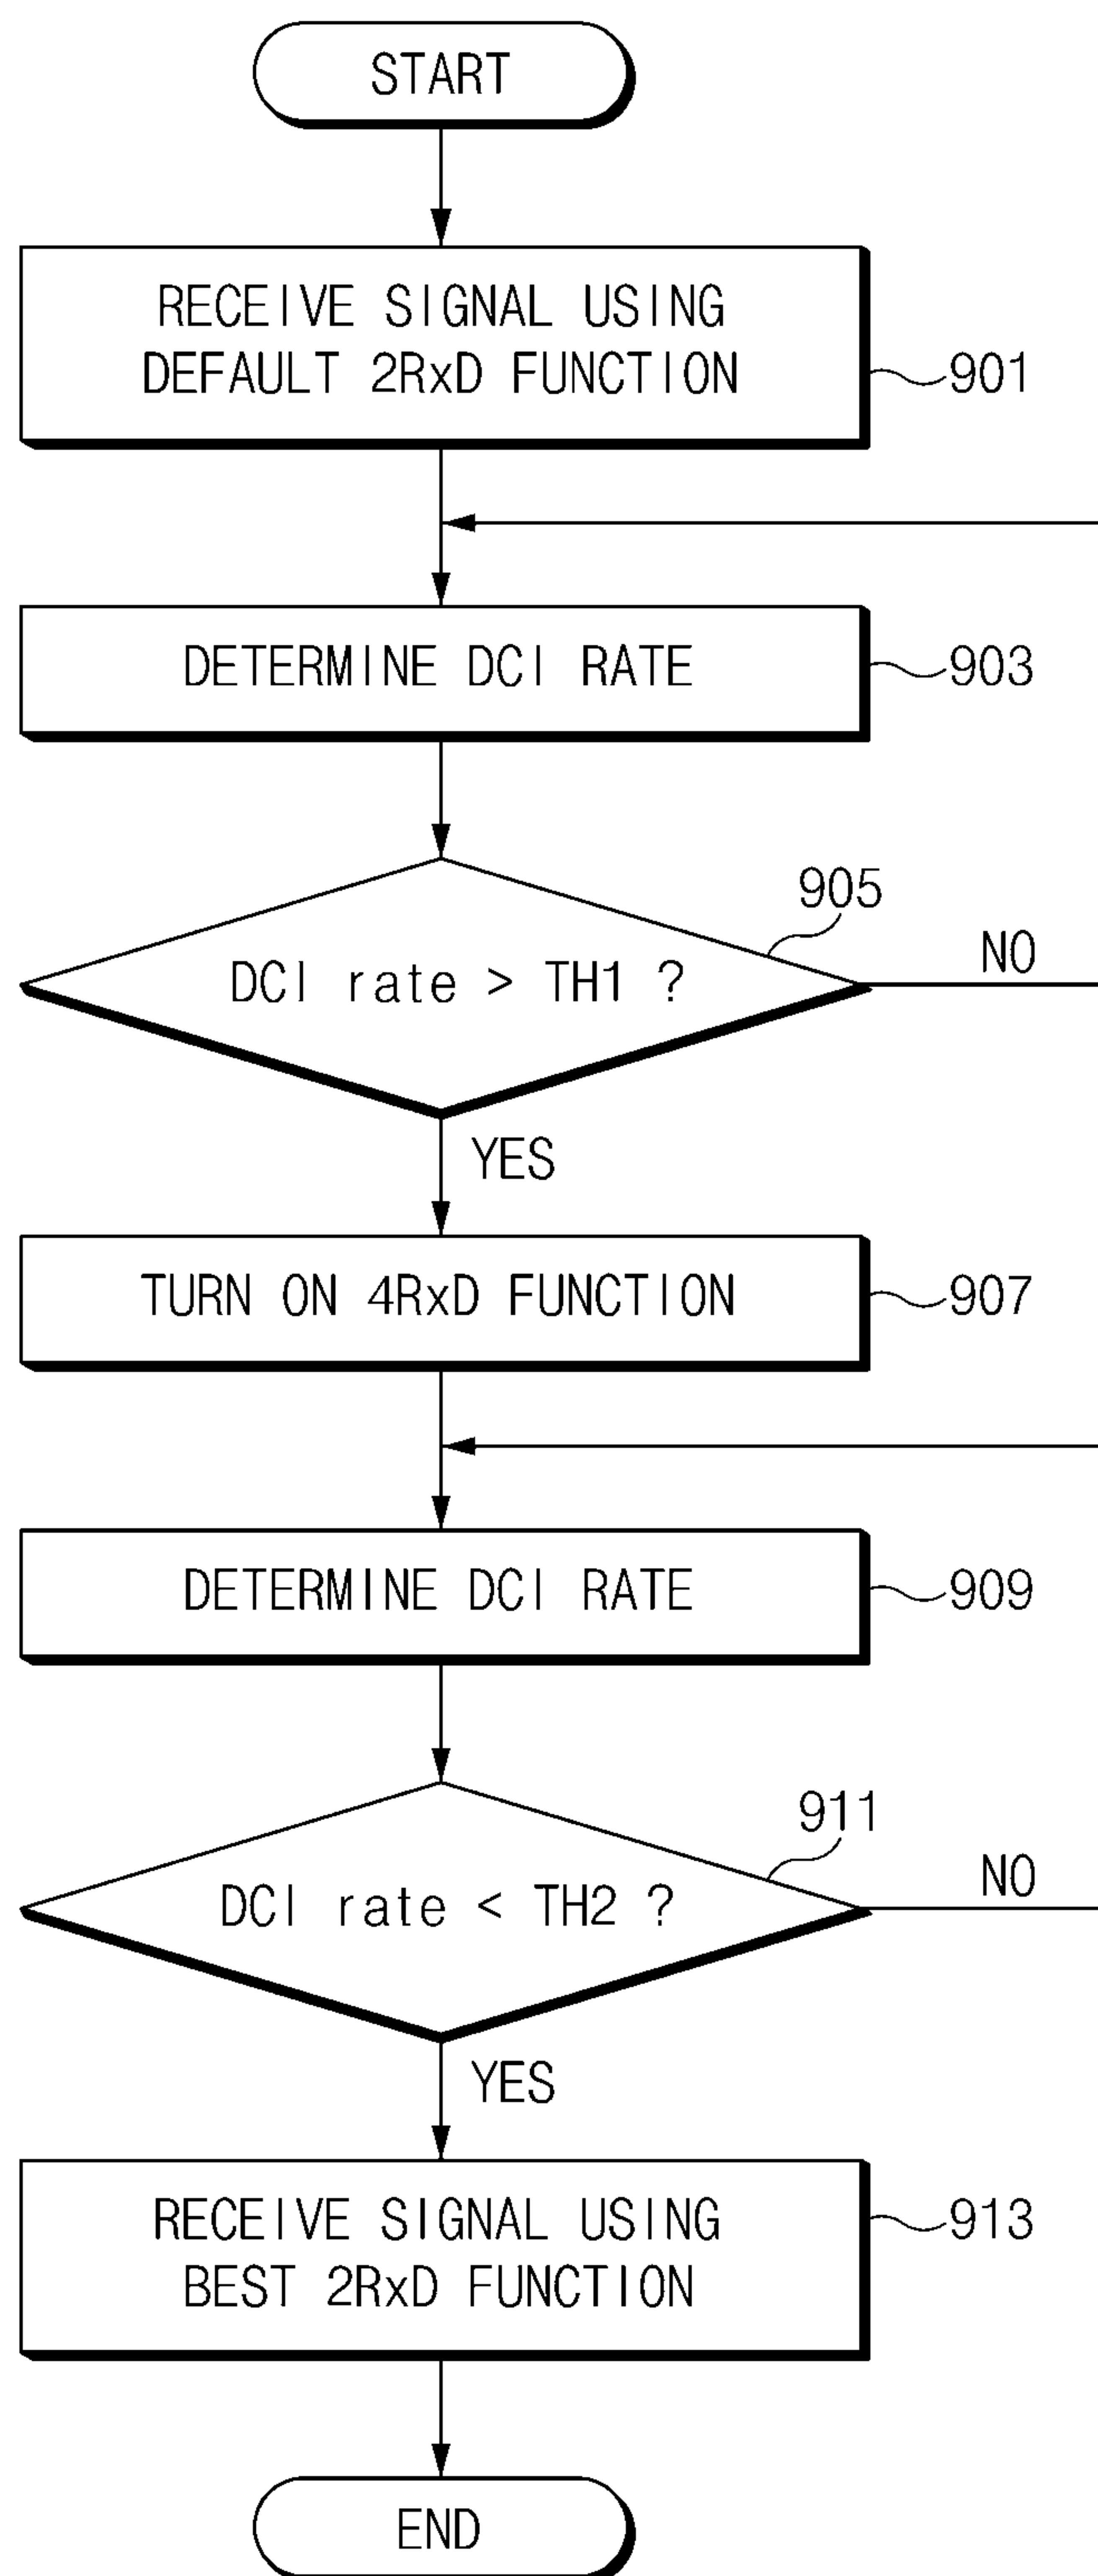 START
RECEIVE SIGNAL USING
DEFAULT 2RxD FUNCTION
901
DETERMINE DCI RATE
903
905
DCI rate > TH1 ?
NO
YES
TURN ON 4RxD FUNCTION
907
DETERMINE DCI RATE
909
911
DCI rate < TH2 ?
NO
YES
RECEIVE SIGNAL USING
BEST 2RxD FUNCTION
913
END